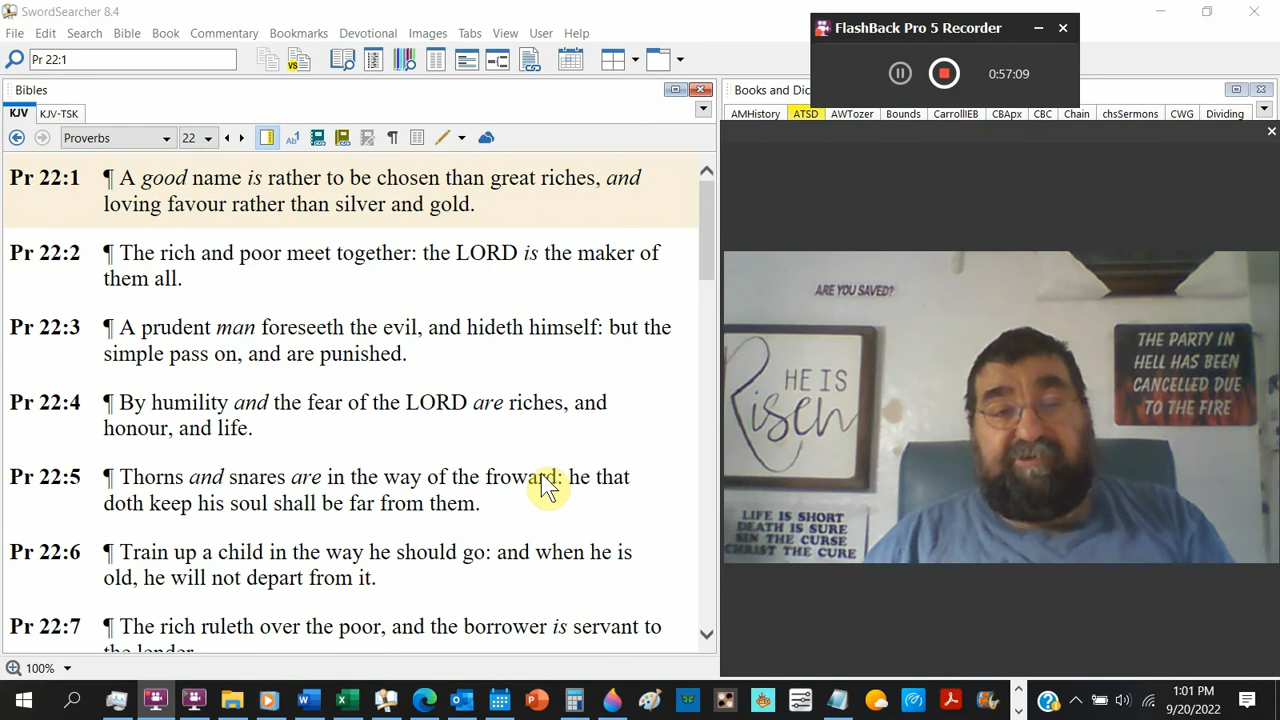 SwordSearcher 8.4
FlashBack Pro 5 Recorder
File Edit Search Bible Book Commentary Bookmarks Devotional Images Tabs View User Help
Pr 22:1
VS
0:57:09
Bibles
Books and Dic
KJV KJV-TSK
AMHistory ATSD AWTozer Bounds CarrollEB CBApx Chain chsSermons CBC CWG Dividing
Proverbs 22
Pr 22:1 ¶ A good name is rather to be chosen than great riches, and
loving favour rather than silver and gold.
Pr 22:2 ¶ The rich and poor meet together: the LORD is the maker of
them all.
Pr 22:3 ¶ A prudent man foreseeth the evil, and hideth himself: but the
simple pass on, and are punished.
Pr 22:4 ¶ By humility and the fear of the LORD are riches, and
honour, and life.
Pr 22:5 ¶ Thorns and snares are in the way of the froward: he that
doth keep his soul shall be far from them.
Pr 22:6 ¶ Train up a child in the way he should go: and when he is
old, he will not depart from it.
Pr 22:7 ¶ The rich ruleth over the poor, and the borrower is servant to
the lender.
ARE YOU SAVED?
HE IS
Risen
THE PARTY IN
HELL HAS BEEN
CANCELLED DUE
TO THE FIRE
LIFE IS SHORT
DEATH IS SURE
SIN THE CURSE
CHRIST THE CURE
100%
1:01 PM
9/20/2022